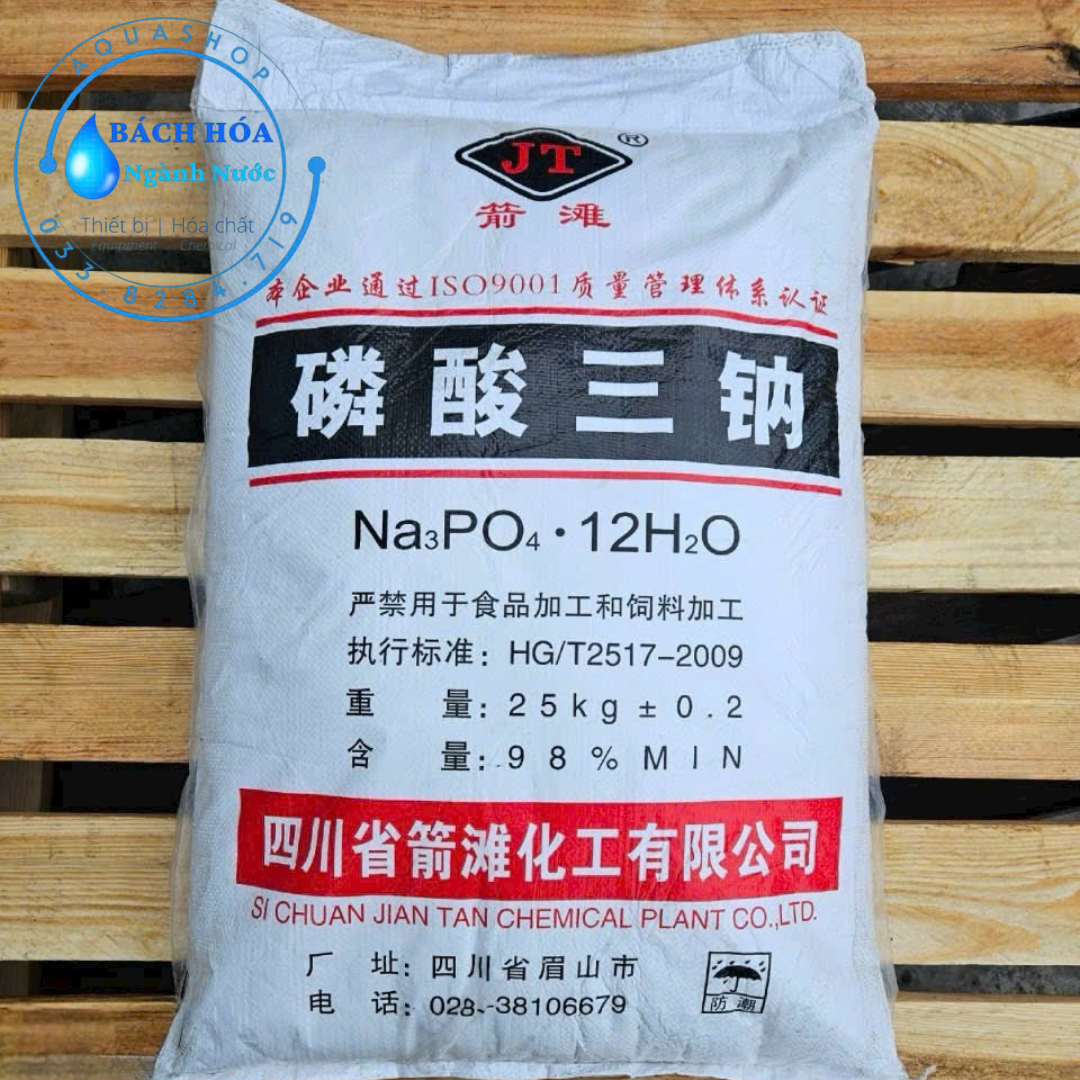 AQUASHOP
BÁCH HÓA
Ngành Nước
Thiết bị | Hóa chất
Equipment Chemical
033.8284.719
JT®
箭滩
本企业通过ISO9001质量管理体系认证
磷酸三钠
Na₃PO₄·12H₂O
严禁用于食品加工和饲料加工
执行标准：HG/T2517-2009
重 量：25kg±0.2
含 量：98%MIN
四川省箭滩化工有限公司
SI CHUAN JIAN TAN CHEMICAL PLANT CO.,LTD.
厂 址：四川省眉山市
电 话：028-38106679
防潮